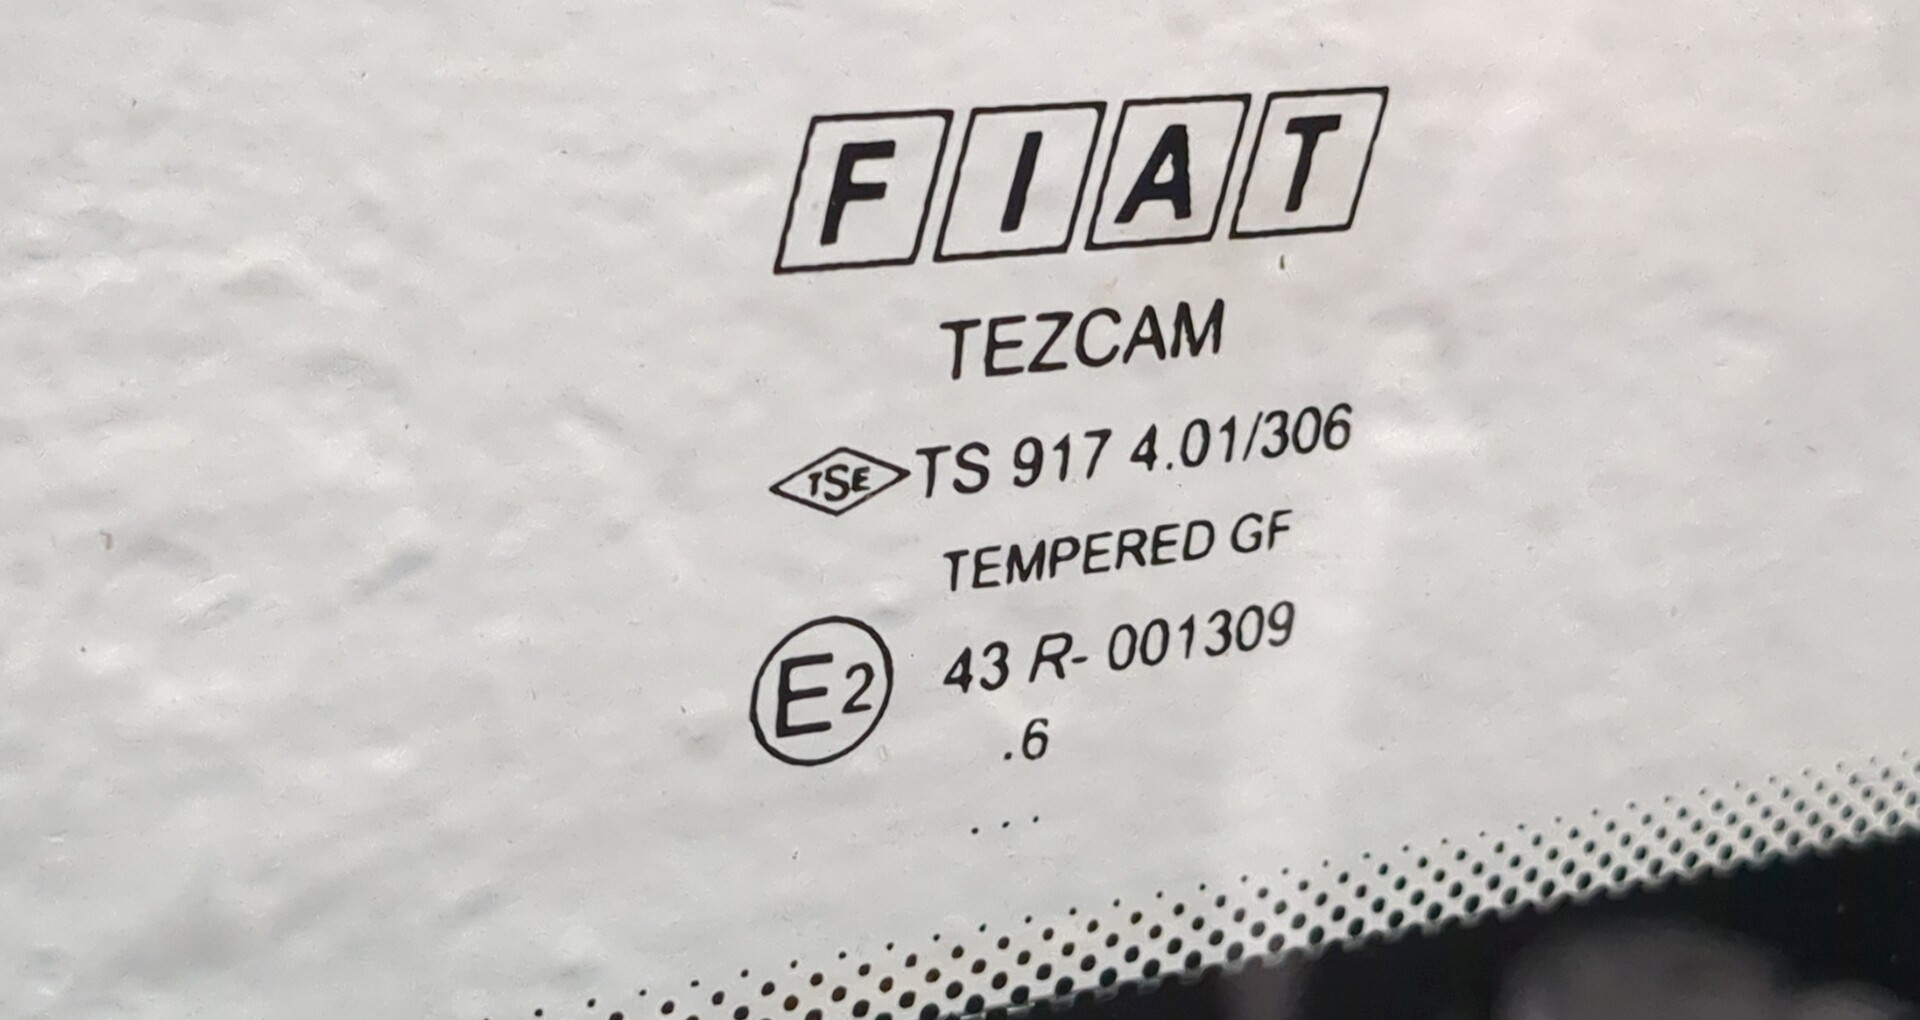 FIAT
TEZCAM
TSE TS 917 4.01/306
TEMPERED GF
E2 43 R- 001309
.6
...